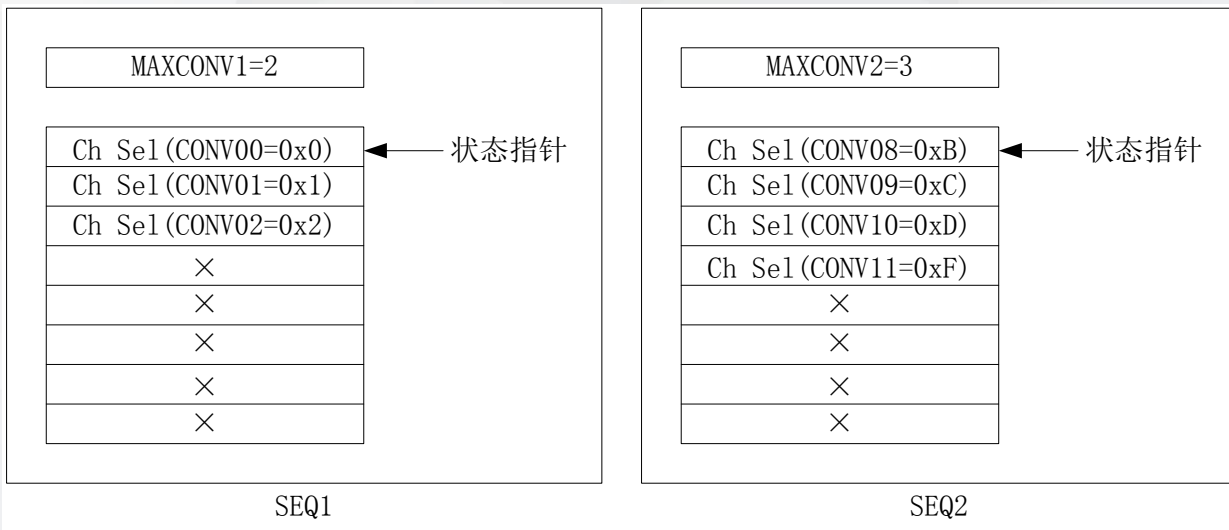 MAXCONV1=2
Ch Sel(CONV00=0x0)
状态指针
Ch Sel(CONV01=0x1)
Ch Sel(CONV02=0x2)
×
×
×
×
×
SEQ1
MAXCONV2=3
Ch Sel(CONV08=0xB)
状态指针
Ch Sel(CONV09=0xC)
Ch Sel(CONV10=0xD)
Ch Sel(CONV11=0xF)
×
×
×
×
SEQ2